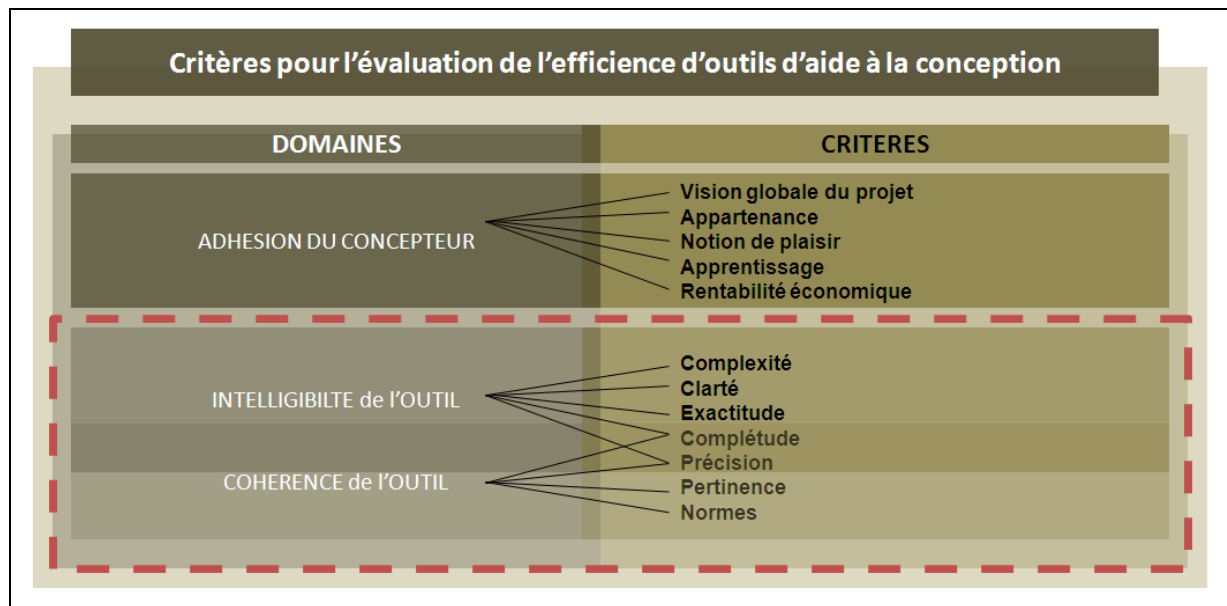 Critères pour l'évaluation de l'efficience d'outils d'aide à la conception
DOMAINES
CRITERES
ADHESION DU CONCEPTEUR
Vision globale du projet
Appartenance
Notion de plaisir
Apprentissage
Rentabilité économique
INTELLIGIBILTE de l'OUTIL
Complexité
Clarté
Exactitude
Complétude
Précision
COHERENCE de l'OUTIL
Pertinence
Normes